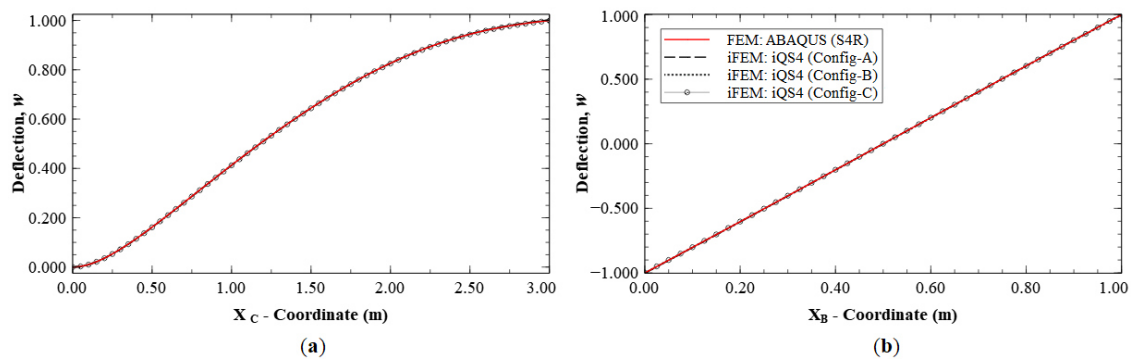 1.000
0.800
0.600
0.400
0.200
0.000
Deflection, w
0.00 0.50 1.00 1.50 2.00 2.50 3.00
X C - Coordinate (m)
(a)
1.000
0.500
0.000
−0.500
−1.000
Deflection, w
FEM: ABAQUS (S4R)
iFEM: iQS4 (Config-A)
iFEM: iQS4 (Config-B)
iFEM: iQS4 (Config-C)
0.00 0.20 0.40 0.60 0.80 1.00
XB - Coordinate (m)
(b)